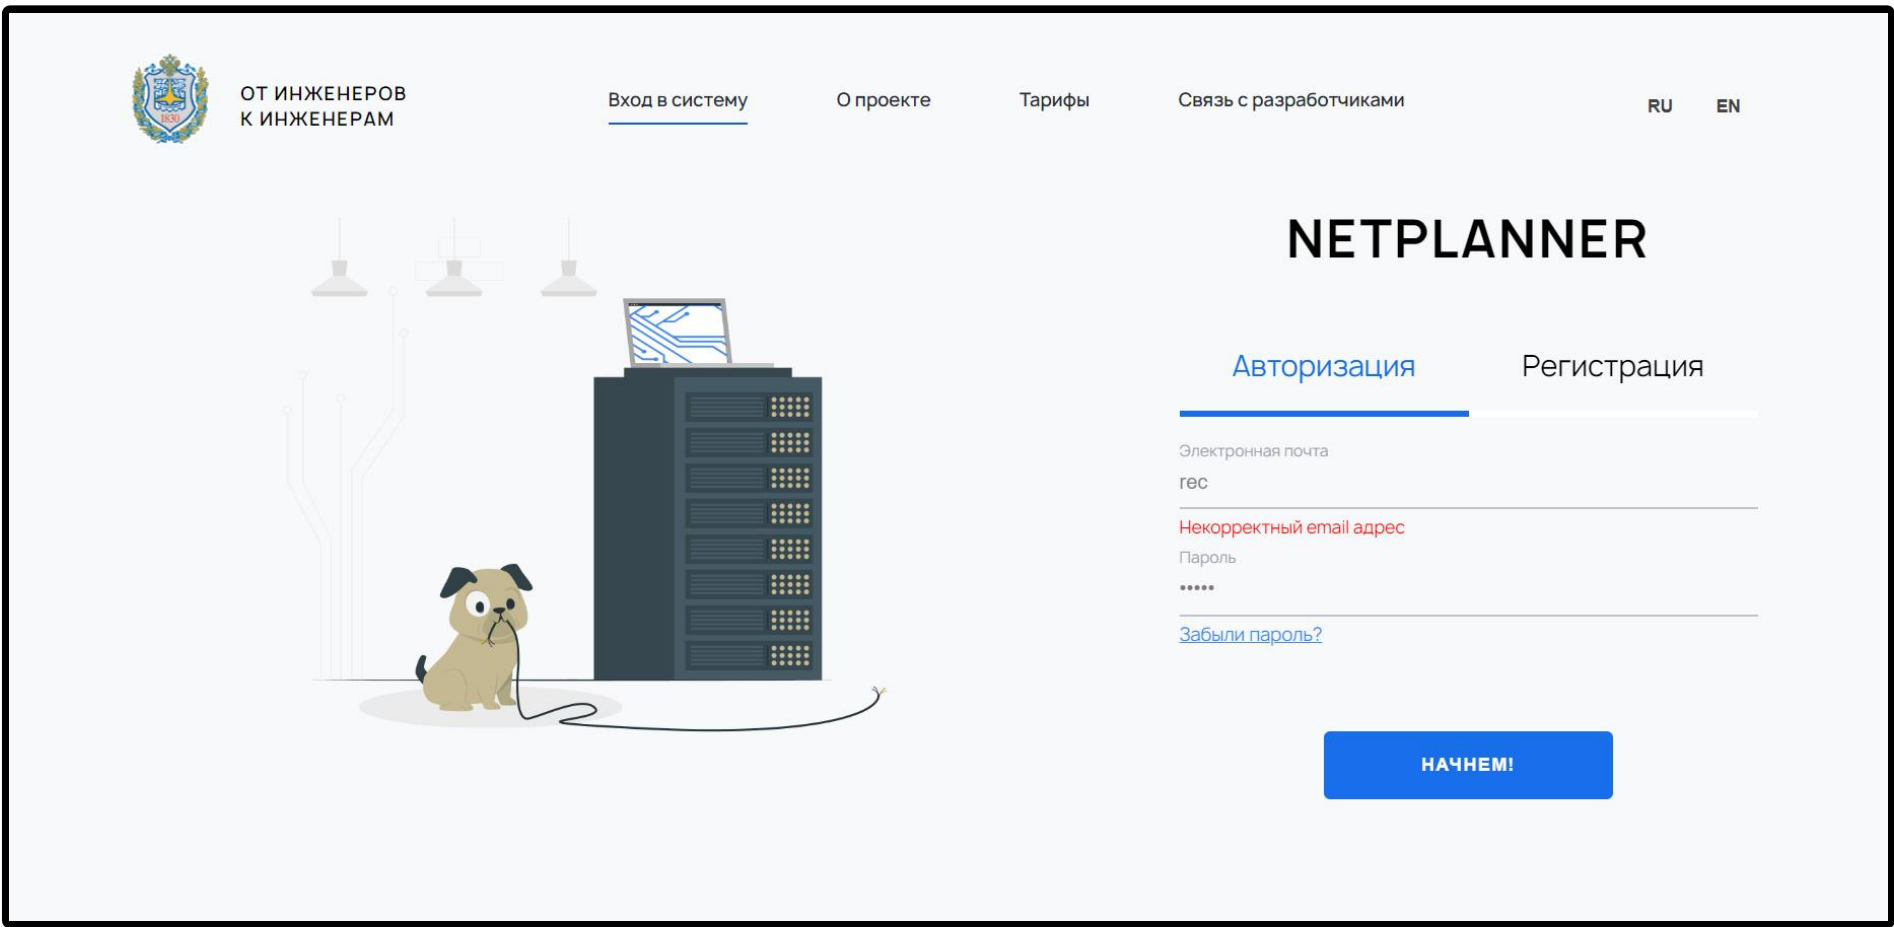 1830
ОТ ИНЖЕНЕРОВ
К ИНЖЕНЕРАМ
Вход в систему
О проекте
Тарифы
Связь с разработчиками
RU
EN
NETPLANNER
Авторизация
Регистрация
Электронная почта
rec
Некорректный email адрес
Пароль
•••••
Забыли пароль?
НАЧНЕМ!